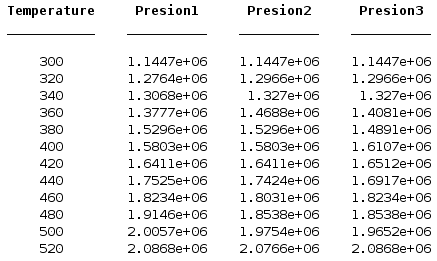 Temperature Presion1 Presion2 Presion3
300 1.1447e+06 1.1447e+06 1.1447e+06
320 1.2764e+06 1.2966e+06 1.2966e+06
340 1.3068e+06 1.327e+06 1.327e+06
360 1.3777e+06 1.4688e+06 1.4081e+06
380 1.5296e+06 1.5296e+06 1.4891e+06
400 1.5803e+06 1.5803e+06 1.6107e+06
420 1.6411e+06 1.6411e+06 1.6512e+06
440 1.7525e+06 1.7424e+06 1.6917e+06
460 1.8234e+06 1.8031e+06 1.8234e+06
480 1.9146e+06 1.8538e+06 1.8538e+06
500 2.0057e+06 1.9754e+06 1.9652e+06
520 2.0868e+06 2.0766e+06 2.0868e+06